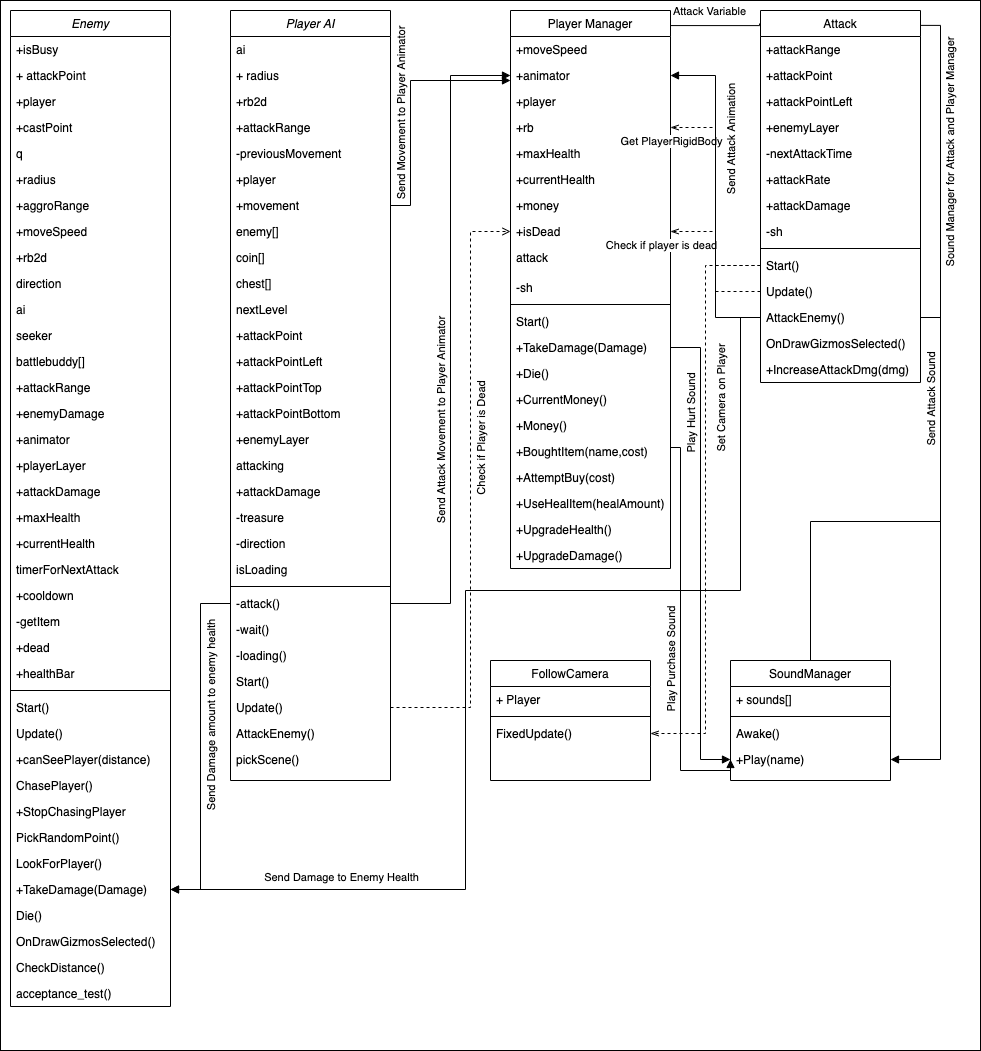 Enemy
+isBusy
+ attackPoint
+player
+castPoint
q
+radius
+aggroRange
+moveSpeed
+rb2d
direction
ai
seeker
battlebuddy[]
+attackRange
+enemyDamage
+animator
+playerLayer
+attackDamage
+maxHealth
+currentHealth
timerForNextAttack
+cooldown
-getItem
+dead
+healthBar
Start()
Update()
+canSeePlayer(distance)
ChasePlayer()
+StopChasingPlayer
PickRandomPoint()
LookForPlayer()
+TakeDamage(Damage)
Die()
OnDrawGizmosSelected()
CheckDistance()
acceptance_test()
Player AI
ai
+ radius
+rb2d
+attackRange
-previousMovement
+player
+movement
enemy[]
coin[]
chest[]
nextLevel
+attackPoint
+attackPointLeft
+attackPointTop
+attackPointBottom
+enemyLayer
attacking
+attackDamage
-treasure
-direction
isLoading
-attack()
-wait()
-loading()
Start()
Update()
AttackEnemy()
pickScene()
Player Manager
+moveSpeed
+animator
+player
+rb
+maxHealth
+currentHealth
+money
+isDead
attack
-sh
Start()
+TakeDamage(Damage)
+Die()
+CurrentMoney()
+Money()
+BoughtItem(name,cost)
+AttemptBuy(cost)
+UseHealItem(healAmount)
+UpgradeHealth()
+UpgradeDamage()
Attack
+attackRange
+attackPoint
+attackPointLeft
+enemyLayer
-nextAttackTime
+attackRate
+attackDamage
-sh
Start()
Update()
AttackEnemy()
OnDrawGizmosSelected()
+IncreaseAttackDmg(dmg)
FollowCamera
+ Player
FixedUpdate()
SoundManager
+ sounds[]
Awake()
+Play(name)
Attack Variable
Send Movement to Player Animator
Send Attack Movement to Player Animator
Check if Player is Dead
Send Damage amount to enemy health
Send Damage to Enemy Health
Get PlayerRigidBody
Check if player is dead
Send Attack Animation
Sound Manager for Attack and Player Manager
Send Attack Sound
Set Camera on Player
Play Hurt Sound
Play Purchase Sound